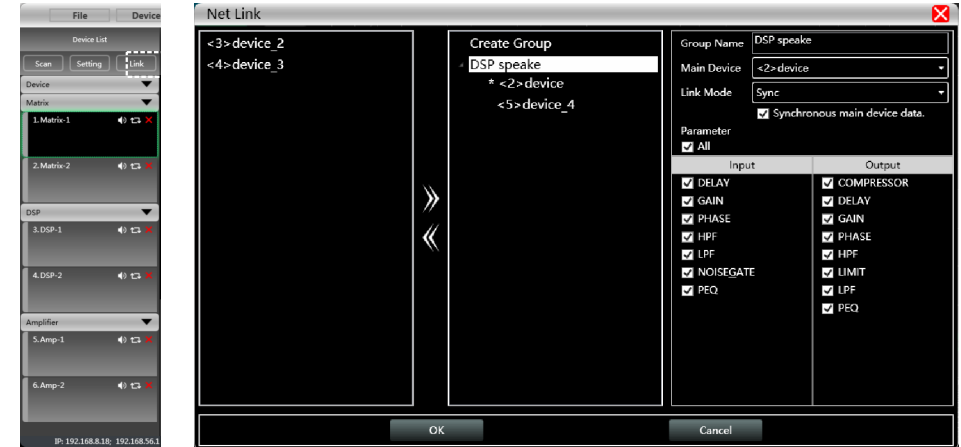 File Device
Device List
Scan Setting Link
Device
Matrix
1.Matrix-1
2.Matrix-2
DSP
3.DSP-1
4.DSP-2
Amplifier
5.Amp-1
6.Amp-2
IP: 192.168.8.18; 192.168.56.1
Net Link
<3>device_2
<4>device_3
Create Group
DSP speake
* <2>device
<5>device_4
Group Name DSP speake
Main Device <2>device
Link Mode Sync
Synchronous main device data.
Parameter
All
Input Output
DELAY COMPRESSOR
GAIN DELAY
PHASE GAIN
HPF PHASE
LPF HPF
NOISEGATE LIMIT
PEQ LPF
PEQ
OK Cancel